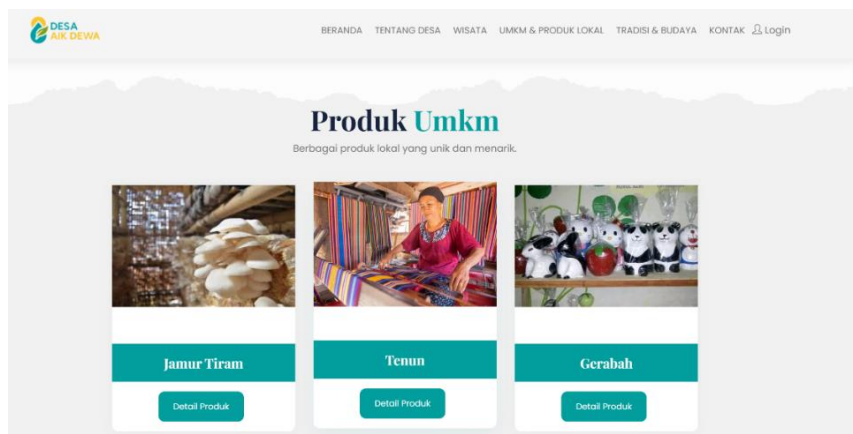 DESA
AIK DEWA
BERANDA TENTANG DESA WISATA UMKM & PRODUK LOKAL TRADISI & BUDAYA KONTAK Login
Produk Umkm
Berbagai produk lokal yang unik dan menarik.
Jamur Tiram
Tenun
Gerabah
Detail Produk
Detail Produk
Detail Produk